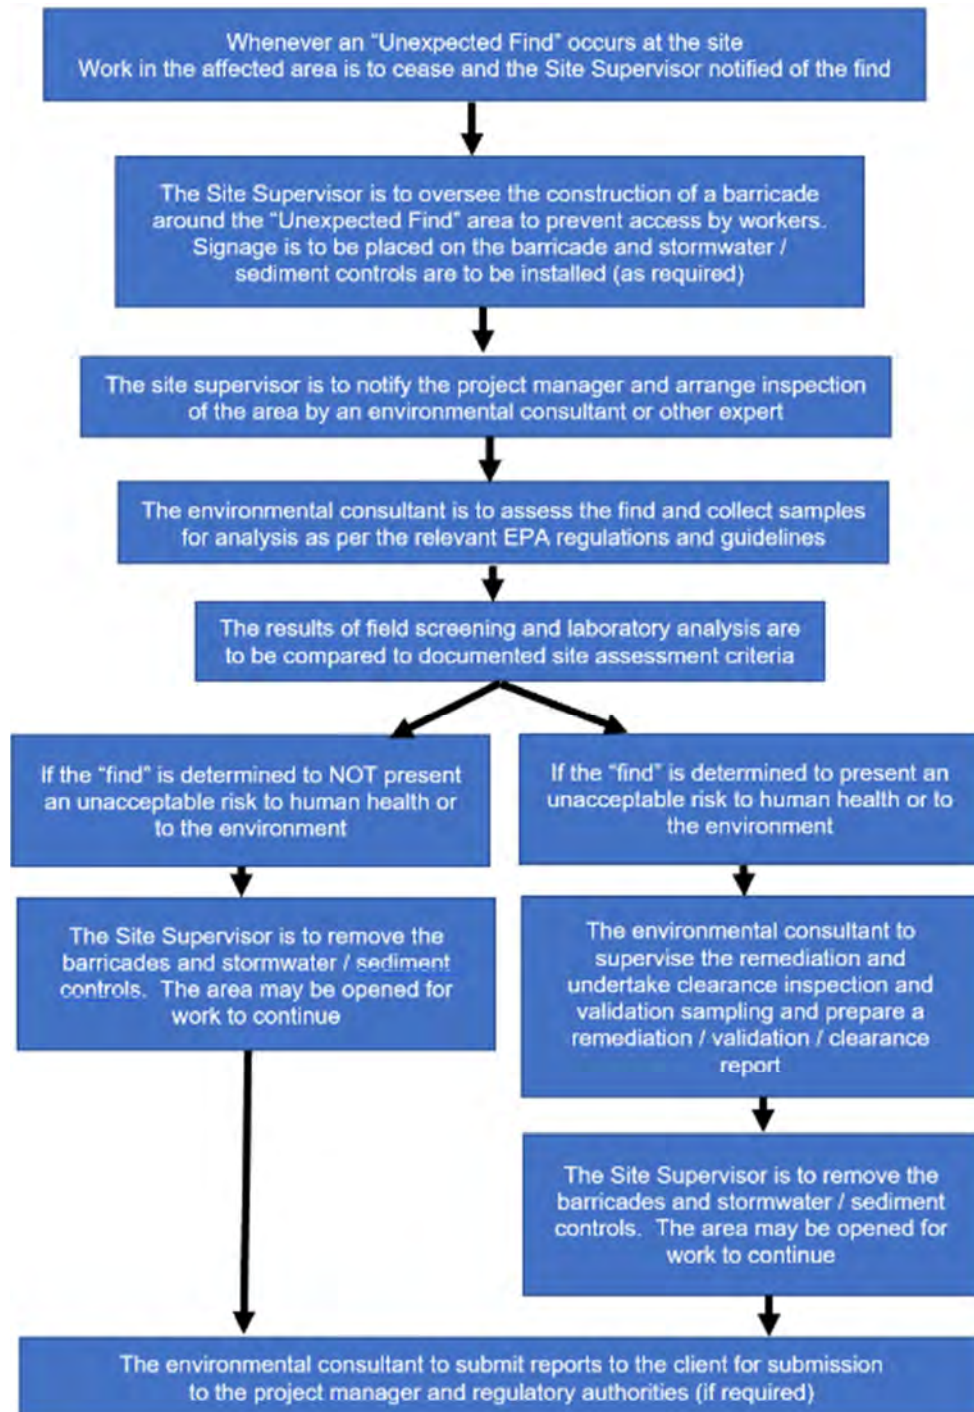 Whenever an “Unexpected Find” occurs at the site
Work in the affected area is to cease and the Site Supervisor notified of the find
The Site Supervisor is to oversee the construction of a barricade
around the “Unexpected Find” area to prevent access by workers.
Signage is to be placed on the barricade and stormwater /
sediment controls are to be installed (as required)
The site supervisor is to notify the project manager and arrange inspection
of the area by an environmental consultant or other expert
The environmental consultant is to assess the find and collect samples
for analysis as per the relevant EPA regulations and guidelines
The results of field screening and laboratory analysis are
to be compared to documented site assessment criteria
If the “find” is determined to NOT present
an unacceptable risk to human health or
to the environment
The Site Supervisor is to remove the
barricades and stormwater / sediment
controls. The area may be opened for
work to continue
If the “find” is determined to present an
unacceptable risk to human health or to
the environment
The environmental consultant to
supervise the remediation and
undertake clearance inspection and
validation sampling and prepare a
remediation / validation / clearance
report
The Site Supervisor is to remove the
barricades and stormwater / sediment
controls. The area may be opened for
work to continue
The environmental consultant to submit reports to the client for submission
to the project manager and regulatory authorities (if required)